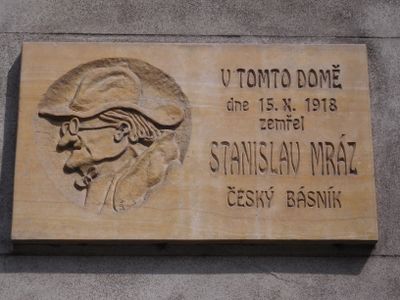 V TOMTO DOMĚ
dne 15. X. 1918
zemřel
STANISLAV MRÁZ
ČESKÝ BÁSNÍK